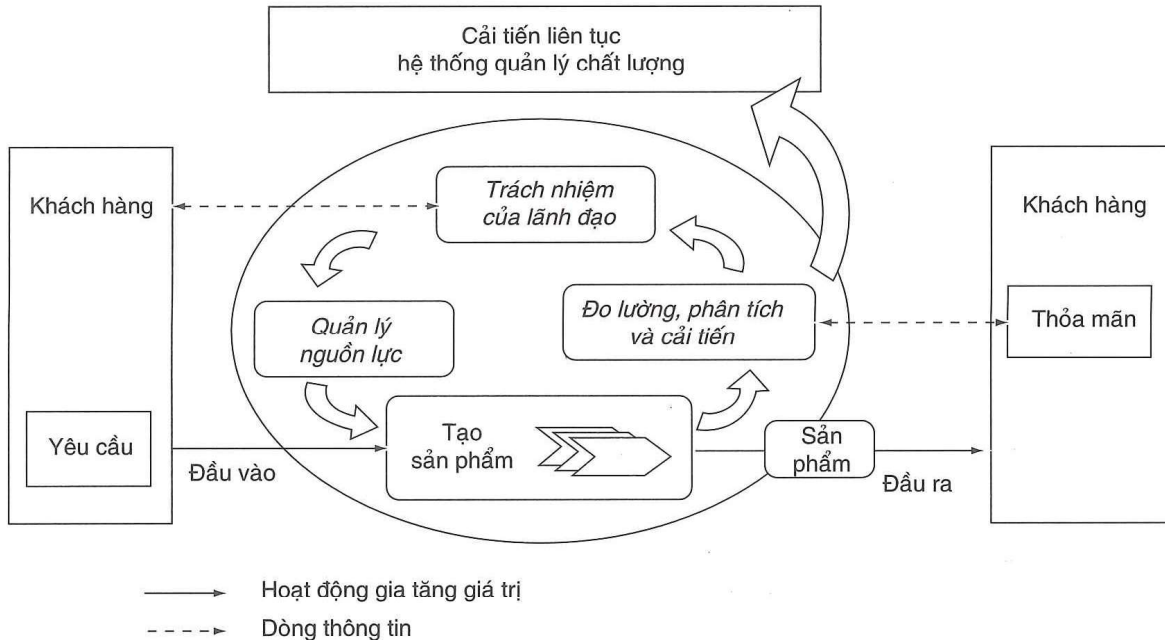 Cải tiến liên tục
hệ thống quản lý chất lượng
Khách hàng
Trách nhiệm
của lãnh đạo
Khách hàng
Quản lý
nguồn lực
Đo lường, phân tích
và cải tiến
Thỏa mãn
Yêu cầu
Đầu vào
Tạo
sản phẩm
Sản
phẩm
Đầu ra
Hoạt động gia tăng giá trị
Dòng thông tin